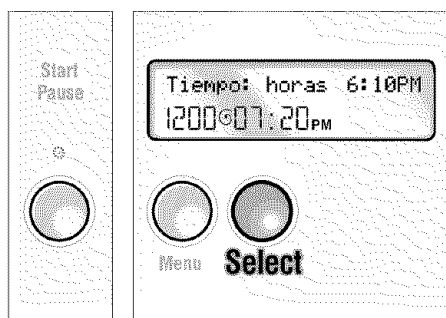 Start
Pause
Tiempo: horas 6:10PM
1200 07:20PM
Menu
Select